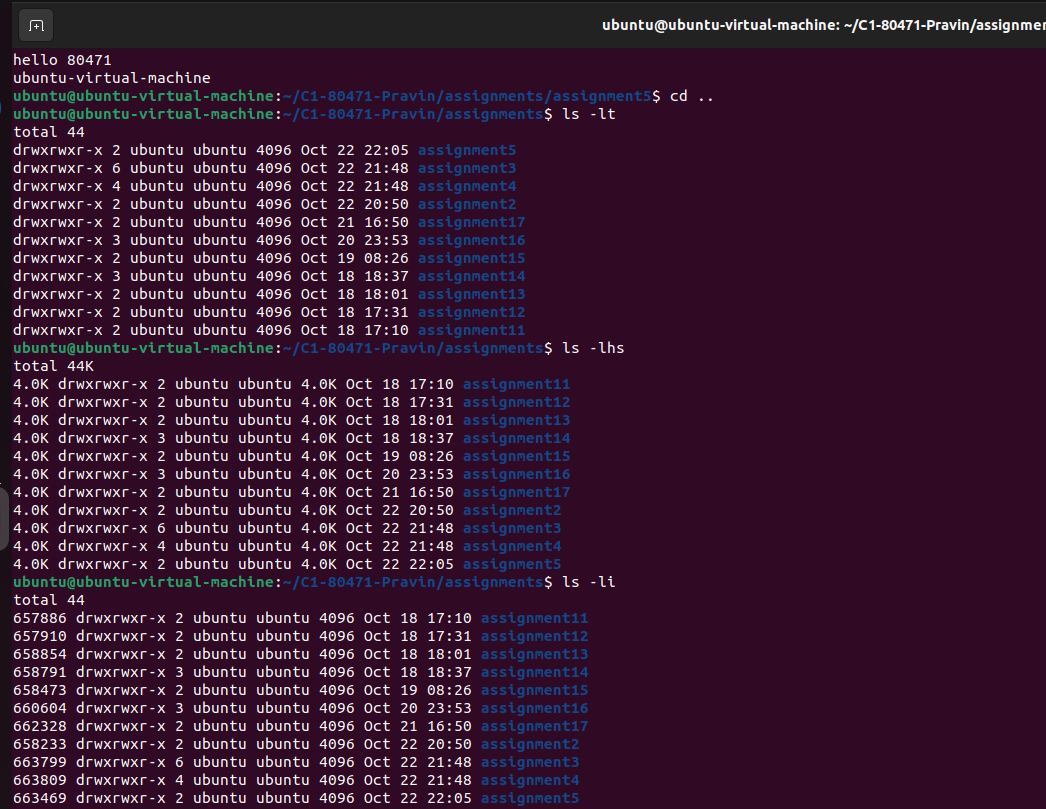 ubuntu@ubuntu-virtual-machine: ~/C1-80471-Pravin/assignmen
hello 80471
ubuntu-virtual-machine
ubuntu@ubuntu-virtual-machine:~/C1-80471-Pravin/assignments/assignment5$ cd ..
ubuntu@ubuntu-virtual-machine:~/C1-80471-Pravin/assignments$ ls -lt
total 44
drwxrwxr-x 2 ubuntu ubuntu 4096 Oct 22 22:05 assignment5
drwxrwxr-x 6 ubuntu ubuntu 4096 Oct 22 21:48 assignment3
drwxrwxr-x 4 ubuntu ubuntu 4096 Oct 22 21:48 assignment4
drwxrwxr-x 2 ubuntu ubuntu 4096 Oct 22 20:50 assignment2
drwxrwxr-x 2 ubuntu ubuntu 4096 Oct 21 16:50 assignment17
drwxrwxr-x 3 ubuntu ubuntu 4096 Oct 20 23:53 assignment16
drwxrwxr-x 2 ubuntu ubuntu 4096 Oct 19 08:26 assignment15
drwxrwxr-x 3 ubuntu ubuntu 4096 Oct 18 18:37 assignment14
drwxrwxr-x 2 ubuntu ubuntu 4096 Oct 18 18:01 assignment13
drwxrwxr-x 2 ubuntu ubuntu 4096 Oct 18 17:31 assignment12
drwxrwxr-x 2 ubuntu ubuntu 4096 Oct 18 17:10 assignment11
ubuntu@ubuntu-virtual-machine:~/C1-80471-Pravin/assignments$ ls -lhs
total 44K
4.0K drwxrwxr-x 2 ubuntu ubuntu 4.0K Oct 18 17:10 assignment11
4.0K drwxrwxr-x 2 ubuntu ubuntu 4.0K Oct 18 17:31 assignment12
4.0K drwxrwxr-x 2 ubuntu ubuntu 4.0K Oct 18 18:01 assignment13
4.0K drwxrwxr-x 3 ubuntu ubuntu 4.0K Oct 18 18:37 assignment14
4.0K drwxrwxr-x 2 ubuntu ubuntu 4.0K Oct 19 08:26 assignment15
4.0K drwxrwxr-x 3 ubuntu ubuntu 4.0K Oct 20 23:53 assignment16
4.0K drwxrwxr-x 2 ubuntu ubuntu 4.0K Oct 21 16:50 assignment17
4.0K drwxrwxr-x 2 ubuntu ubuntu 4.0K Oct 22 20:50 assignment2
4.0K drwxrwxr-x 6 ubuntu ubuntu 4.0K Oct 22 21:48 assignment3
4.0K drwxrwxr-x 4 ubuntu ubuntu 4.0K Oct 22 21:48 assignment4
4.0K drwxrwxr-x 2 ubuntu ubuntu 4.0K Oct 22 22:05 assignment5
ubuntu@ubuntu-virtual-machine:~/C1-80471-Pravin/assignments$ ls -li
total 44
657886 drwxrwxr-x 2 ubuntu ubuntu 4096 Oct 18 17:10 assignment11
657910 drwxrwxr-x 2 ubuntu ubuntu 4096 Oct 18 17:31 assignment12
658854 drwxrwxr-x 2 ubuntu ubuntu 4096 Oct 18 18:01 assignment13
658791 drwxrwxr-x 3 ubuntu ubuntu 4096 Oct 18 18:37 assignment14
658473 drwxrwxr-x 2 ubuntu ubuntu 4096 Oct 19 08:26 assignment15
660604 drwxrwxr-x 3 ubuntu ubuntu 4096 Oct 20 23:53 assignment16
662328 drwxrwxr-x 2 ubuntu ubuntu 4096 Oct 21 16:50 assignment17
658233 drwxrwxr-x 2 ubuntu ubuntu 4096 Oct 22 20:50 assignment2
663799 drwxrwxr-x 6 ubuntu ubuntu 4096 Oct 22 21:48 assignment3
663809 drwxrwxr-x 4 ubuntu ubuntu 4096 Oct 22 21:48 assignment4
663469 drwxrwxr-x 2 ubuntu ubuntu 4096 Oct 22 22:05 assignment5